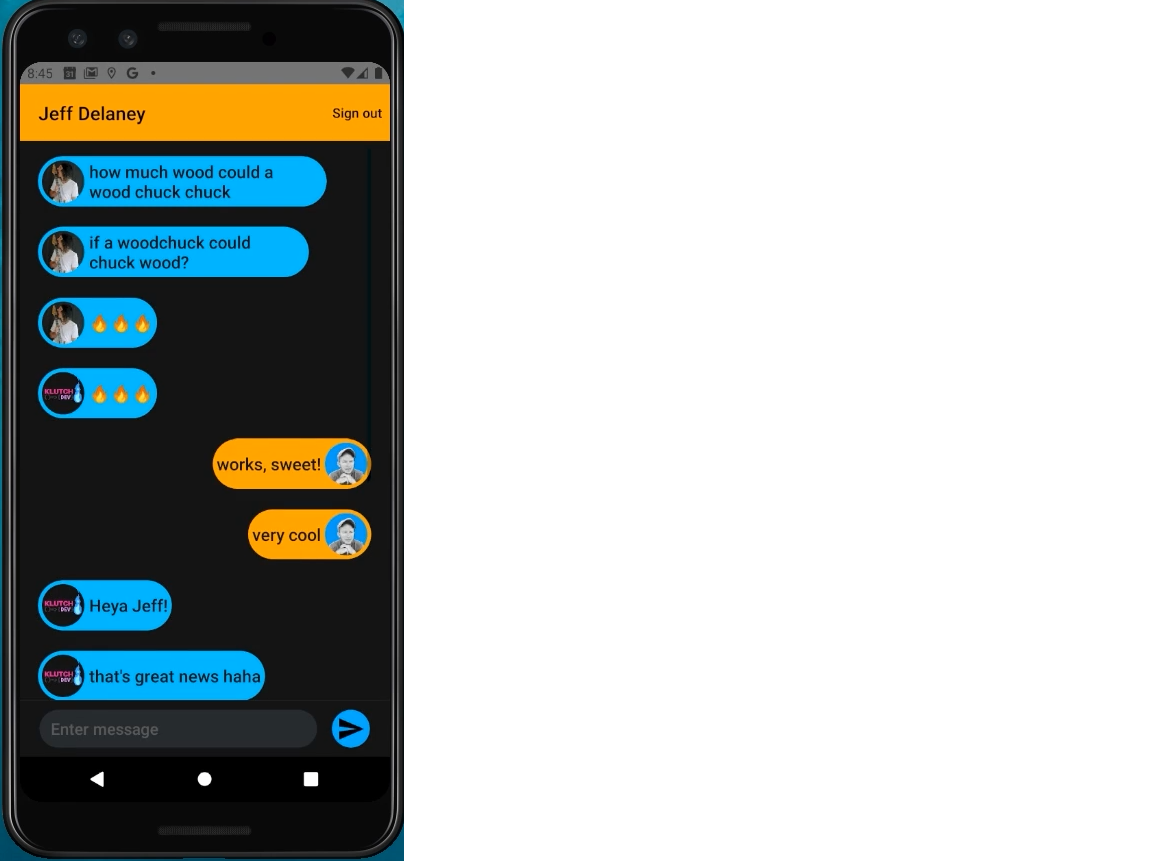 8:45
31
G
Jeff Delaney
Sign out
how much wood could a
wood chuck chuck
if a woodchuck could
chuck wood?
🔥🔥🔥
KLUTCH
DEV
🔥🔥🔥
works, sweet!
very cool
KLUTCH
DEV
Heya Jeff!
KLUTCH
DEV
that's great news haha
Enter message